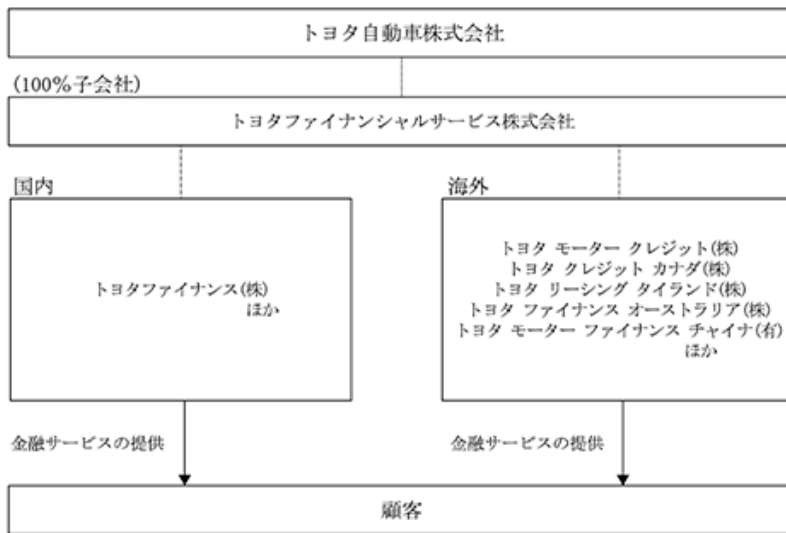 トヨタ自動車株式会社
(100%子会社)
トヨタファイナンシャルサービス株式会社
国内
海外
トヨタファイナンス(株)
ほか
トヨタ モーター クレジット(株)
トヨタ クレジット カナダ(株)
トヨタ リーシング タイランド(株)
トヨタ ファイナンス オーストラリア(株)
トヨタ モーター ファイナンス チャイナ(有)
ほか
金融サービスの提供
金融サービスの提供
顧客